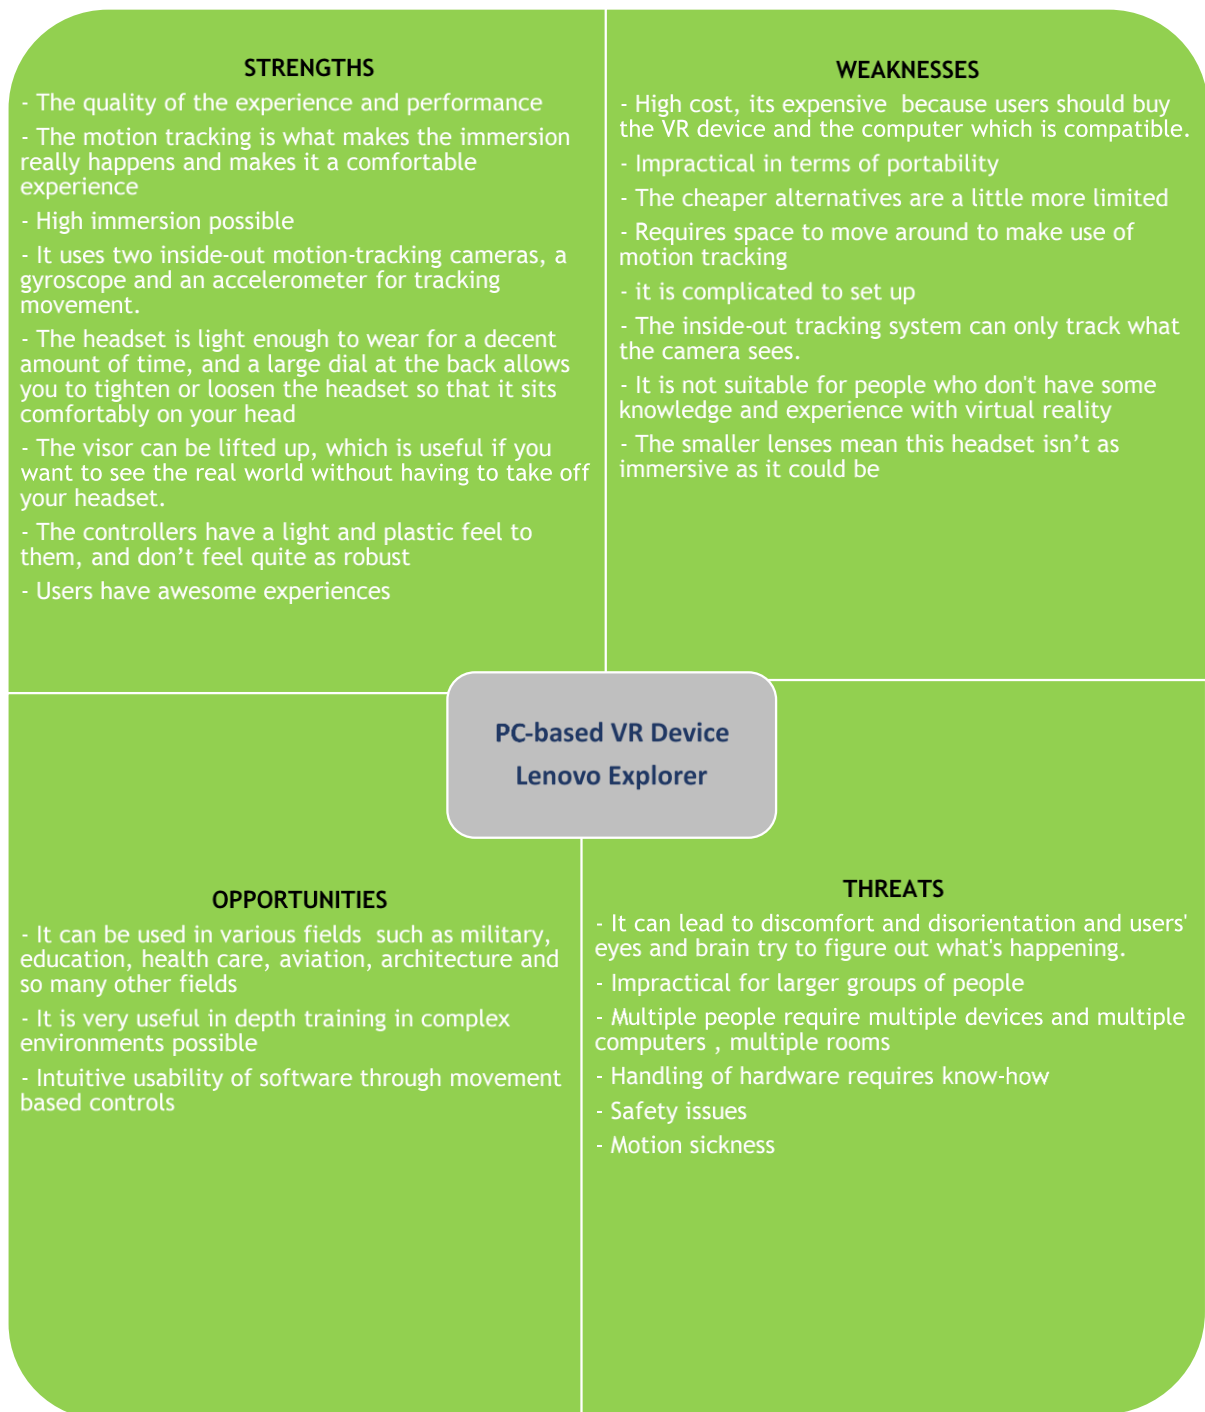 STRENGTHS
- The quality of the experience and performance
- The motion tracking is what makes the immersion
really happens and makes it a comfortable
experience
- High immersion possible
- It uses two inside-out motion-tracking cameras, a
gyroscope and an accelerometer for tracking
movement.
- The headset is light enough to wear for a decent
amount of time, and a large dial at the back allows
you to tighten or loosen the headset so that it sits
comfortably on your head
- The visor can be lifted up, which is useful if you
want to see the real world without having to take off
your headset.
- The controllers have a light and plastic feel to
them, and don’t feel quite as robust
- Users have awesome experiences
WEAKNESSES
- High cost, its expensive  because users should buy
the VR device and the computer which is compatible.
- Impractical in terms of portability
- The cheaper alternatives are a little more limited
- Requires space to move around to make use of
motion tracking
- it is complicated to set up
- The inside-out tracking system can only track what
the camera sees.
- It is not suitable for people who don't have some
knowledge and experience with virtual reality
- The smaller lenses mean this headset isn’t as
immersive as it could be
PC-based VR Device
Lenovo Explorer
OPPORTUNITIES
- It can be used in various fields  such as military,
education, health care, aviation, architecture and
so many other fields
- It is very useful in depth training in complex
environments possible
- Intuitive usability of software through movement
based controls
THREATS
- It can lead to discomfort and disorientation and users'
eyes and brain try to figure out what's happening.
- Impractical for larger groups of people
- Multiple people require multiple devices and multiple
computers , multiple rooms
- Handling of hardware requires know-how
- Safety issues
- Motion sickness